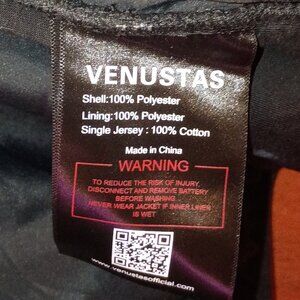 VENUSTAS
Shell:100% Polyester
Lining:100% Polyester
Single Jersey : 100% Cotton
Made in China
WARNING
TO REDUCE THE RISK OF INJURY,
DISCONNECT AND REMOVE BATTERY
BEFORE WASHING.
NEVER WEAR JACKET IF INNER LINES
IS WET
www.venustasofficial.com